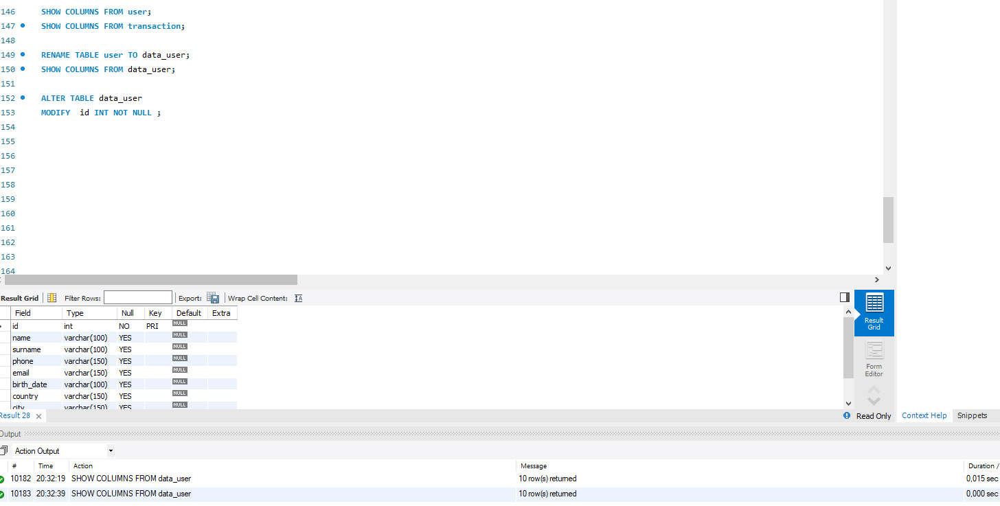 146 SHOW COLUMNS FROM user;
147 SHOW COLUMNS FROM transaction;
148
149 RENAME TABLE user TO data_user;
150 SHOW COLUMNS FROM data_user;
151
152 ALTER TABLE data_user
153 MODIFY  id INT NOT NULL ;
154
155
156
157
158
159
160
161
162
163
164
Result Grid Filter Rows: Export: Wrap Cell Content:
Field Type Null Key Default Extra
id int NO PRI NULL
name varchar(100) YES NULL
surname varchar(100) YES NULL
phone varchar(150) YES NULL
email varchar(150) YES NULL
birth_date varchar(100) YES NULL
country varchar(150) YES NULL
city varchar(150) YES NULL
Result
Grid
Form
Editor
Result 28 Read Only Context Help Snippets
Output
Action Output
# Time Action Message Duration /
10182 20:32:19 SHOW COLUMNS FROM data_user 10 row(s) returned 0,015 sec
10183 20:32:39 SHOW COLUMNS FROM data_user 10 row(s) returned 0,000 sec